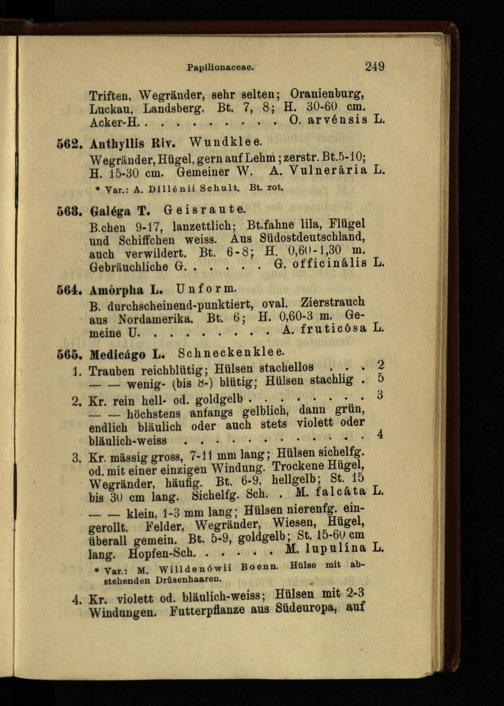 Papilionaceae. 249
Triften, Wegränder, sehr selten; Oranienburg,
Luckau, Landsberg. Bt. 7, 8; H. 30-60 cm.
Acker-H. . . . . . . . . . O. arvénsis L.
562. Anthyllis Riv. Wundklee.
Wegränder, Hügel, gern auf Lehm; zerstr. Bt. 5-10;
H. 15-30 cm. Gemeiner W. A. Vulnerária L.
* Var.: A. Dillénii Schult. Bt. rot.
563. Galéga T. Geisraute.
B.chen 9-17, lanzettlich; Bt.fahne lila, Flügel
und Schiffchen weiss. Aus Südostdeutschland,
auch verwildert. Bt. 6-8; H. 0,60-1,30 m.
Gebräuchliche G. . . . . . G. officinális L.
564. Amórpha L. Unform.
B. durchscheinend-punktiert, oval. Zierstrauch
aus Nordamerika. Bt. 6; H. 0,60-3 m. Ge-
meine U. . . . . . . . . . A. fruticósa L.
565. Medicágo L. Schneckenklee.
1. Trauben reichblütig; Hülsen stachellos . . . 2
— — wenig- (bis 8-) blütig; Hülsen stachlig . 5
2. Kr. rein hell- od. goldgelb . . . . . . . . 3
— — höchstens anfangs gelblich, dann grün,
endlich bläulich oder auch stets violett oder
bläulich-weiss . . . . . . . . . . . 4
3. Kr. mässig gross, 7-11 mm lang; Hülsen sichelfg.
od. mit einer einzigen Windung. Trockene Hügel,
Wegränder, häufig. Bt. 6-9, hellgelb; St. 15
bis 30 cm lang. Sichelfg. Sch. . M. falcáta L.
— — klein, 1-3 mm lang; Hülsen nierenfg. ein-
gerollt. Felder, Wegränder, Wiesen, Hügel,
überall gemein. Bt. 5-9, goldgelb; St. 15-60 cm
lang. Hopfen-Sch. . . . . . M. lupulína L.
* Var.: M. Willdenówii Boenn. Hülse mit ab-
stehenden Drüsenhaaren.
4. Kr. violett od. bläulich-weiss; Hülsen mit 2-3
Windungen. Futterpflanze aus Südeuropa, auf